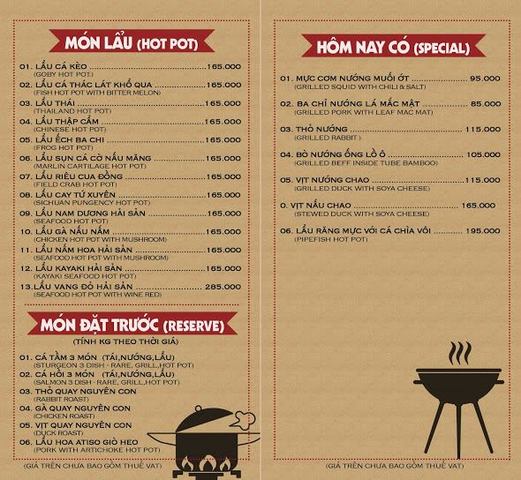 MÓN LẨU (HOT POT)
01. LẨU CÁ KÈO 165.000
(GOBY HOT POT)
02. LẨU CÁ THÁC LÁT KHỔ QUA 165.000
(FISH HOT POT WITH BITTER MELON)
03. LẨU THÁI 165.000
(THAILAND HOT POT)
04. LẨU THẬP CẨM 165.000
(CHINESE HOT POT)
05. LẨU ẾCH BA CHI 165.000
(FROG HOT POT)
06. LẨU SỤN CÁ CỜ NẤU MĂNG 165.000
(MARLIN CARTILAGE HOT POT)
07. LẨU RIÊU CUA ĐỒNG 165.000
(FIELD CRAB HOT POT)
08. LẨU CAY TỨ XUYÊN 165.000
(SICHUAN PUNGENCY HOT POT)
09. LẨU NAM DƯƠNG HẢI SẢN 165.000
(SEAFOOD HOT POT)
10. LẨU GÀ NẤU NẤM 165.000
(CHICKEN HOT POT WITH MUSHROOM)
11. LẨU NẤM HOA HẢI SẢN 165.000
(SEAFOOD HOT POT WITH MUSHROOM)
12. LẨU KAYAKI HẢI SẢN 165.000
(KAYAKI SEAFOOD HOT POT)
13. LẨU VANG ĐỎ HẢI SẢN 285.000
(SEAFOOD HOT POT WITH WINE RED)
MÓN ĐẶT TRƯỚC (RESERVE)
(TÍNH KG THEO THỜI GIÁ)
01. CÁ TẦM 3 MÓN (TÁI,NƯỚNG,LẨU)
(STURGEON 3 DISH - RARE, GRILL,HOT POT)
02. CÁ HỒI 3 MÓN (TÁI,NƯỚNG,LẨU)
(SALMON 3 DISH - RARE, GRILL,HOT POT)
03. THỎ QUAY NGUYÊN CON
(RABBIT ROAST)
04. GÀ QUAY NGUYÊN CON
(CHICKEN ROAST)
05. VỊT QUAY NGUYÊN CON
(DUCK ROAST)
06. LẨU HOA ATISO GIÒ HEO
(PORK WITH ARTICHOKE HOT POT)
(GIÁ TRÊN CHƯA BAO GỒM THUẾ VAT)
HÔM NAY CÓ (SPECIAL)
01. MỰC CƠM NƯỚNG MUỐI ỚT 95.000
(GRILLED SQUID WITH CHILI & SALT)
02. BA CHỈ NƯỚNG LÁ MẮC MẬT 85.000
(GRILLED PORK WITH LEAF MAC MAT)
03. THỎ NƯỚNG 115.000
(GRILLED RABBIT )
04. BÒ NƯỚNG ỐNG LỒ Ô 105.000
(GRILLED BEFF INSIDE TUBE BAMBOO)
05. VỊT NƯỚNG CHAO 115.000
(GRILLED DUCK WITH SOYA CHEESE)
0. VỊT NẤU CHAO 165.000
(STEWED DUCK WITH SOYA CHEESE)
06. LẨU RĂNG MỰC VỚI CÁ CHÌA VÔI 195.000
(PIPEFISH HOT POT)
(GIÁ TRÊN CHƯA BAO GỒM THUẾ VAT)